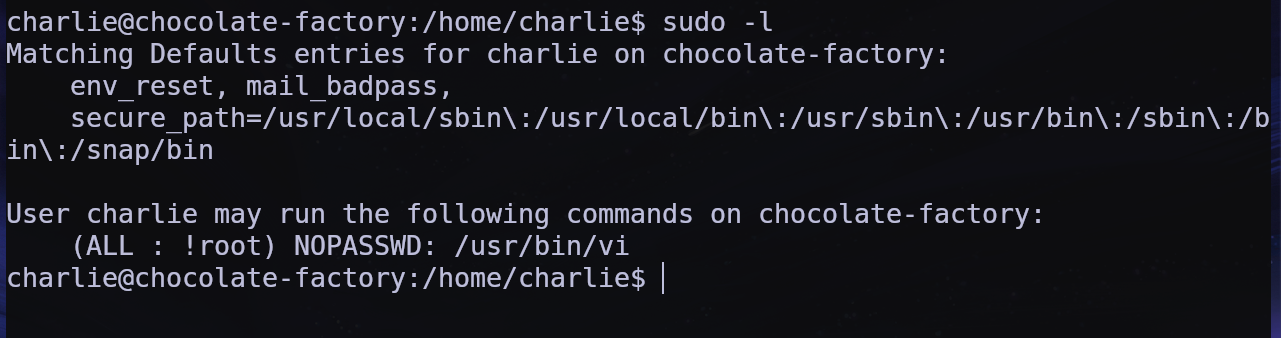 charlie@chocolate-factory:/home/charlie$ sudo -l
Matching Defaults entries for charlie on chocolate-factory:
    env_reset, mail_badpass,
    secure_path=/usr/local/sbin\:/usr/local/bin\:/usr/sbin\:/usr/bin\:/sbin\:/b
in\:/snap/bin

User charlie may run the following commands on chocolate-factory:
    (ALL : !root) NOPASSWD: /usr/bin/vi
charlie@chocolate-factory:/home/charlie$